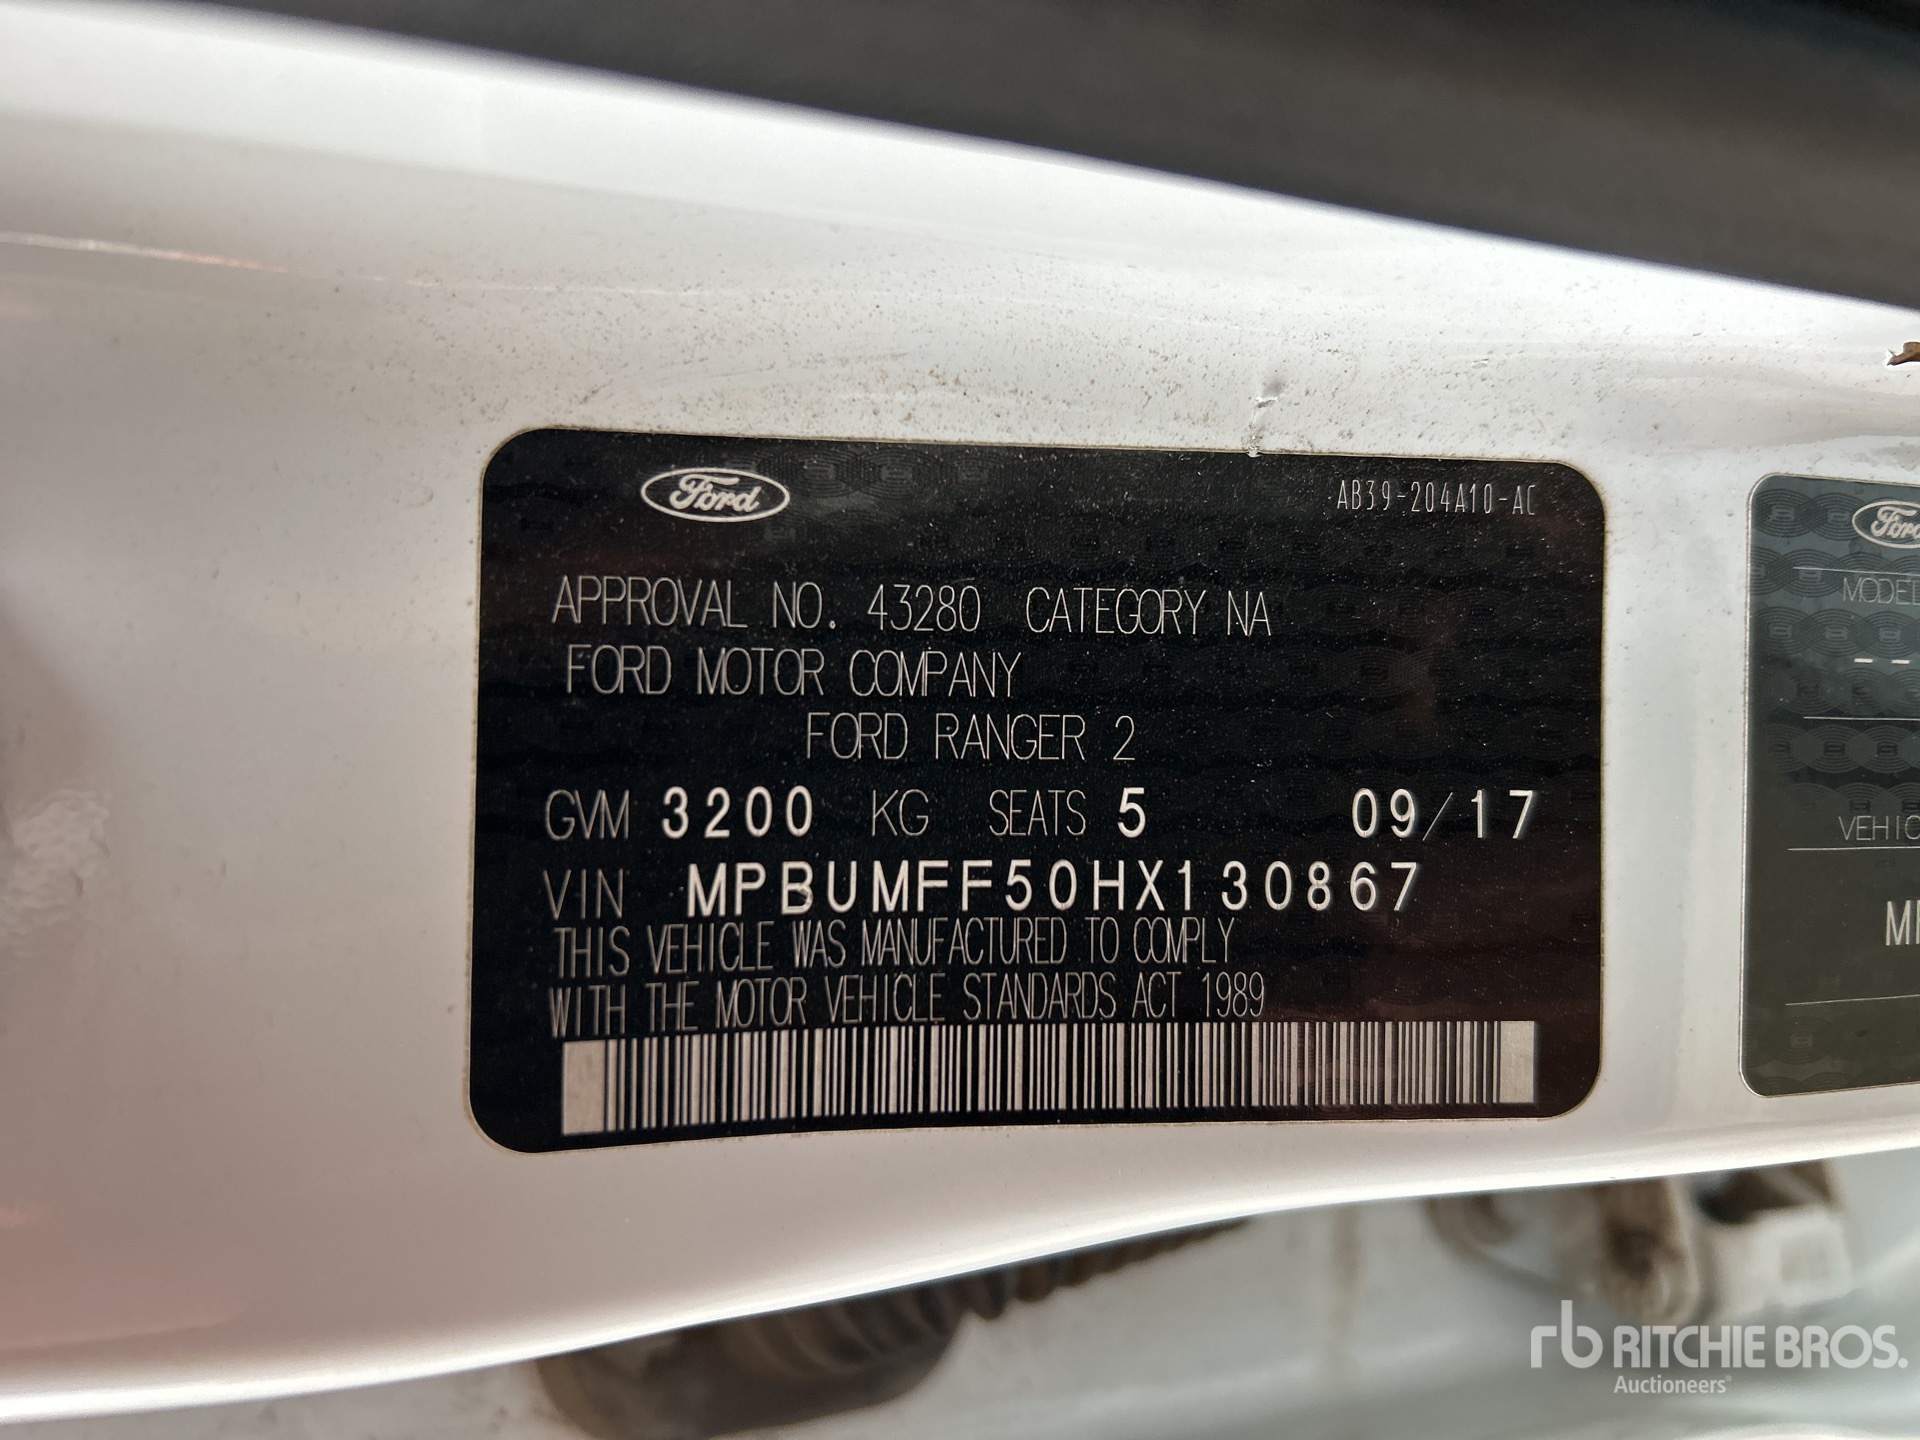 Ford
AB39-204A10-AC
APPROVAL NO. 43280 CATEGORY NA
FORD MOTOR COMPANY
FORD RANGER 2
GVM 3200 KG SEATS 5 09/17
VIN MPBUMFF50HX130867
THIS VEHICLE WAS MANUFACTURED TO COMPLY
WITH THE MOTOR VEHICLE STANDARDS ACT 1989
Ford
MODEL
rb RITCHIE BROS.
Auctioneers